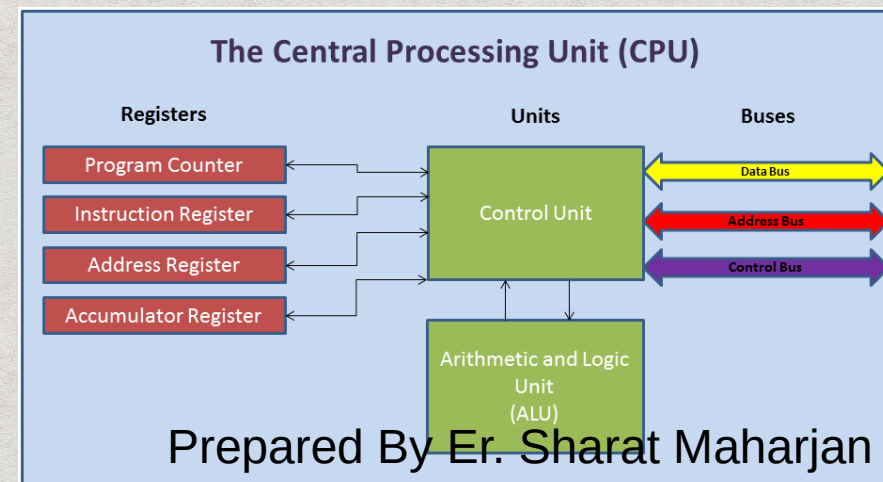 The Central Processing Unit (CPU)
Registers
Units
Buses
Program Counter
Instruction Register
Address Register
Accumulator Register
Control Unit
Data Bus
Address Bus
Control Bus
Arithmetic and Logic
Unit
(ALU)
Prepared By Er. Sharat Maharjan